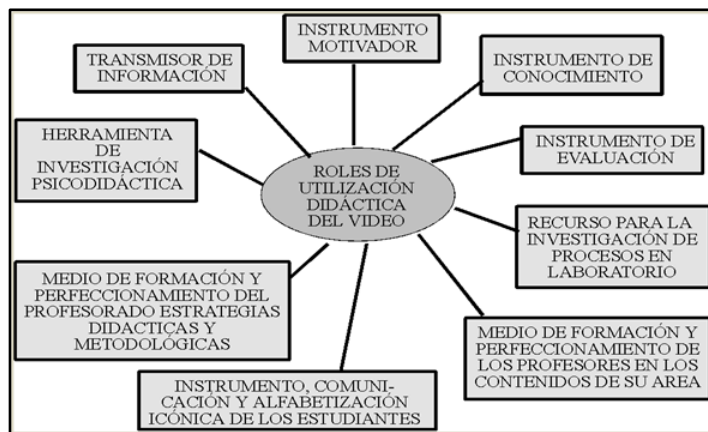 INSTRUMENTO
MOTIVADOR
TRANSMISOR DE
INFORMACIÓN
INSTRUMENTO DE
CONOCIMIENTO
HERRAMIENTA
DE
INVESTIGACIÓN
PSICODIDÁCTICA
INSTRUMENTO DE
EVALUACIÓN
ROLES DE
UTILIZACIÓN
DIDÁCTICA
DEL VIDEO
RECURSO PARA LA
INVESTIGACIÓN DE
PROCESOS EN
LABORATORIO
MEDIO DE FORMACIÓN Y
PERFECCIONAMIENTO DEL
PROFESORADO ESTRATEGIAS
DIDACTICAS Y
METODOLÓGICAS
MEDIO DE FORMACIÓN Y
PERFECCIONAMIENTO DE
LOS PROFESORES EN LOS
CONTENIDOS DE SU AREA
INSTRUMENTO, COMUNI-
CACIÓN Y ALFABETIZACIÓN
ICÓNICA DE LOS ESTUDIANTES